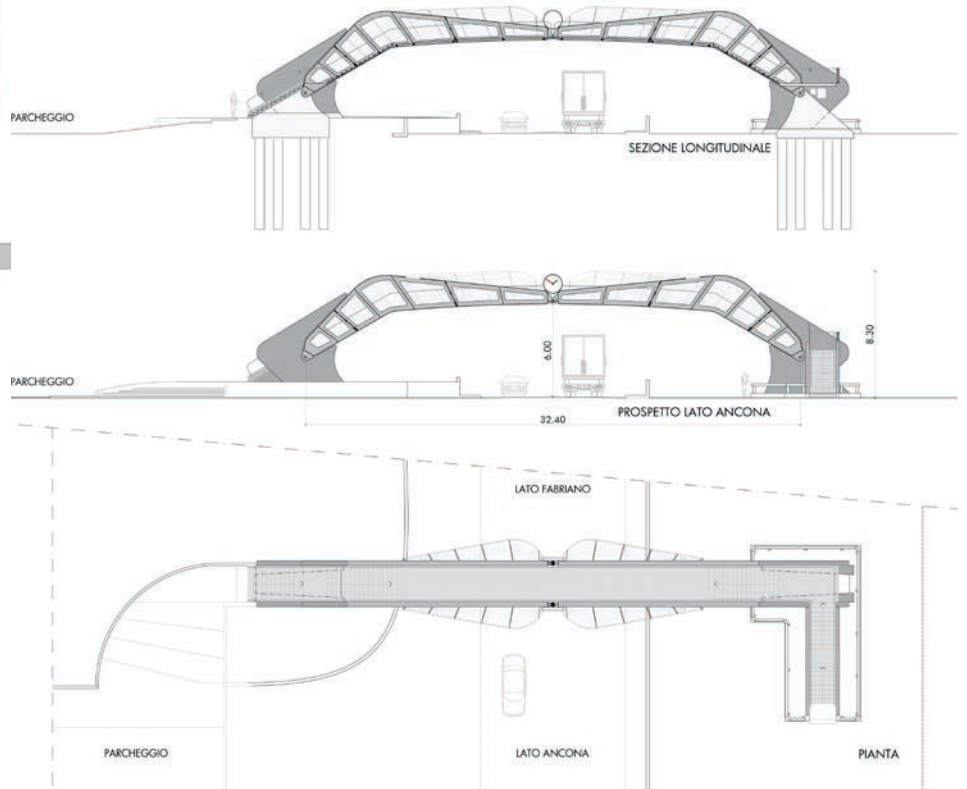 PARCHEGGIO
SEZIONE LONGITUDINALE
8.30
6.00
PARCHEGGIO
PROSPETTO LATO ANCONA
32.40
LATO FABRIANO
PARCHEGGIO
LATO ANCONA
PIANTA